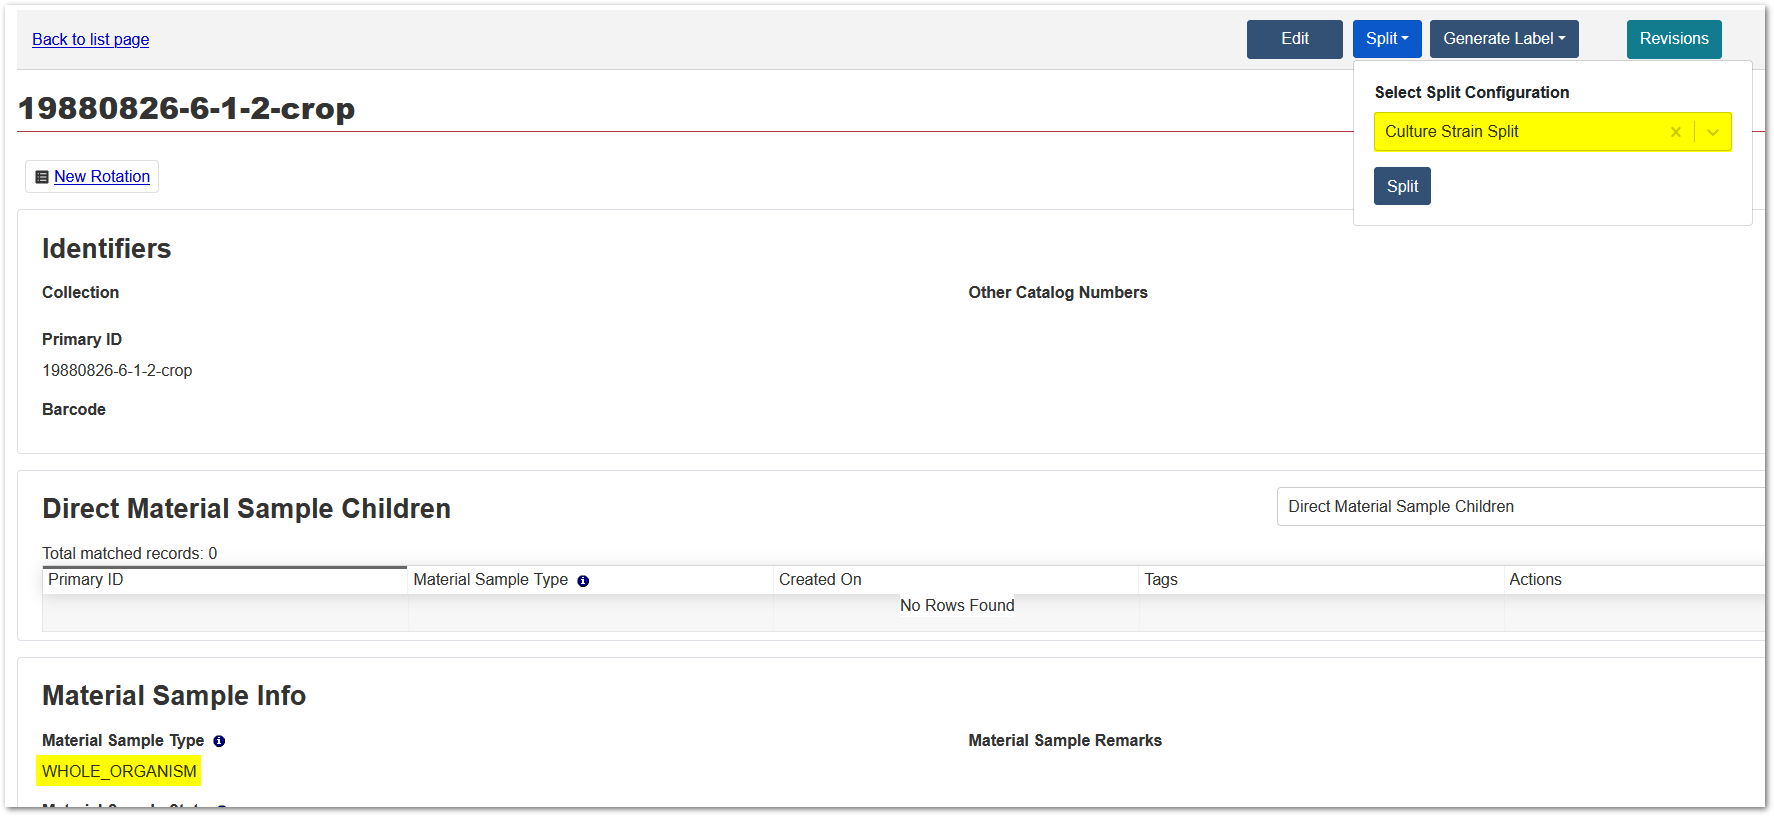 Back to list page
Edit
Split
Generate Label
Revisions
Select Split Configuration
Culture Strain Split
Split
19880826-6-1-2-crop
New Rotation
Identifiers
Collection
Other Catalog Numbers
Primary ID
19880826-6-1-2-crop
Barcode
Direct Material Sample Children
Direct Material Sample Children
Total matched records: 0
Primary ID Material Sample Type Created On Tags Actions
No Rows Found
Material Sample Info
Material Sample Type
Material Sample Remarks
WHOLE_ORGANISM